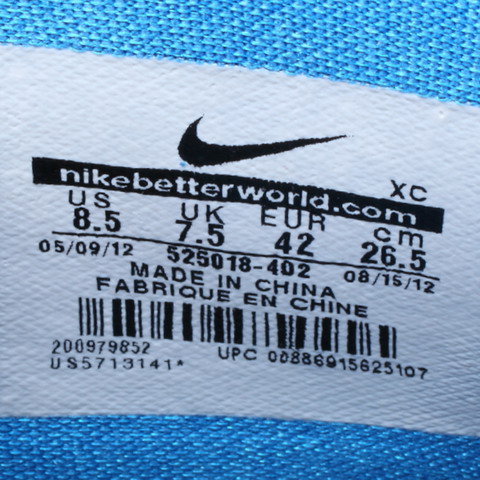 XC
nikebetterworld.com
US UK EUR cm
8.5 7.5 42 26.5
05/09/12 525018-402 08/15/12
MADE IN CHINA
FABRIQUE EN CHINE
200979852 UPC 00886915625107
US5713141*